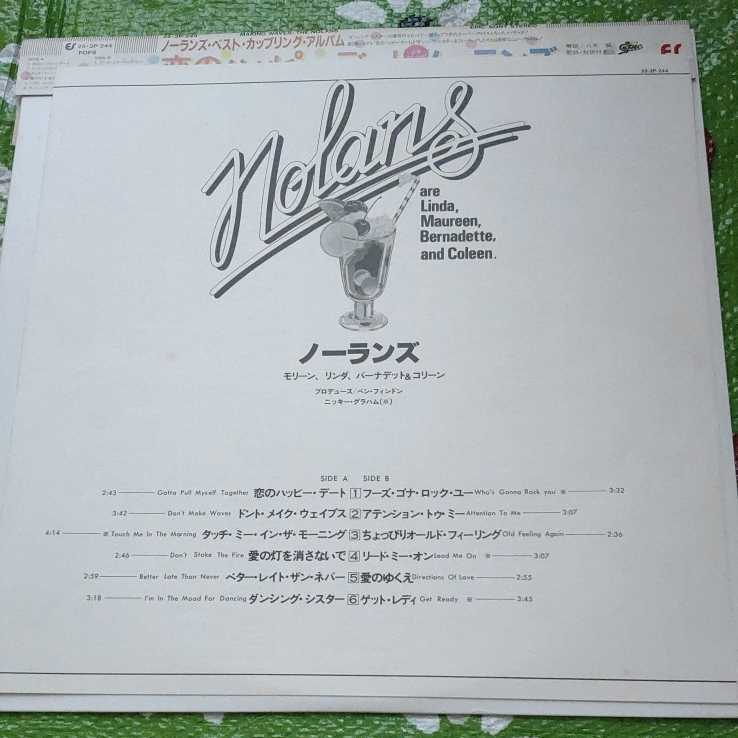 25・3P-244
POPS
ノーランズ・ベスト・カップリング・アルバム
Epic
25・3P-244
Nolans
are
Linda,
Maureen,
Bernadette,
and Coleen.
ノーランズ
モリーン、リンダ、バーナデット&コリーン
プロデュース/ベン・フィンドン
ニッキー・グラハム(※)
SIDE A SIDE B
2:43 Gotta Pull Myself Together 恋のハッピー・デート 1 フーズ・ゴナ・ロック・ユー Who's Gonna Rock you ※ 3:32
3:42 Don't Make Waves ドント・メイク・ウェイブス 2 アテンション・トゥ・ミー Attention To Me 3:07
4:14 ※ Touch Me In The Morning タッチ・ミー・イン・ザ・モーニング 3 ちょっぴりオールド・フィーリング Old Feeling Again 2:36
2:46 Don't Stoke The Fire 愛の灯を消さないで 4 リード・ミー・オン Lead Me On ※ 3:07
2:59 Better Late Than Never ベター・レイト・ザン・ネバー 5 愛のゆくえ Directions Of Love 2:55
3:18 I'm In The Mood For Dancing ダンシング・シスター 6 ゲット・レディ Get Ready ※ 3:45